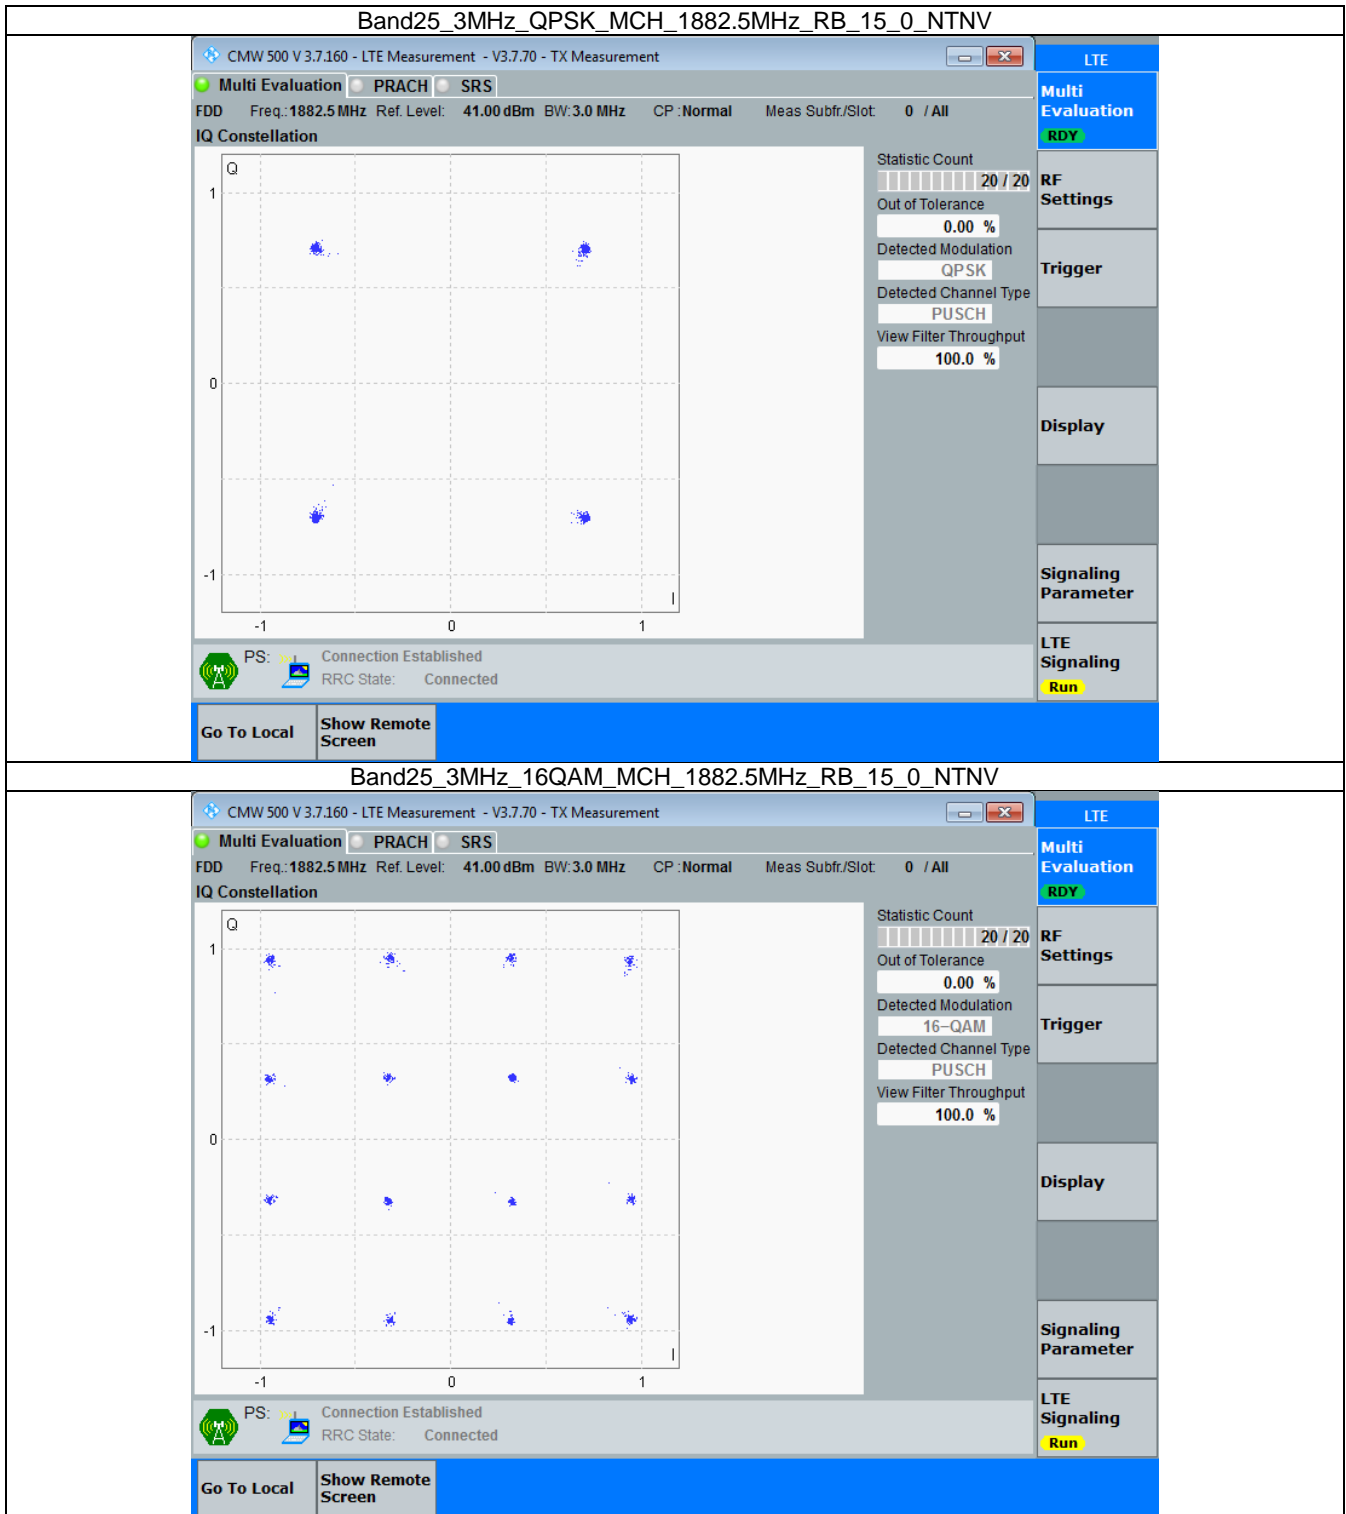 Band25_3MHz_QPSK_MCH_1882.5MHz_RB_15_0_NTNV
CMW 500 V 3.7.160 - LTE Measurement - V3.7.70 - TX Measurement
LTE
Multi Evaluation PRACH SRS
FDD Freq.:1882.5 MHz Ref. Level: 41.00 dBm BW:3.0 MHz CP :Normal Meas Subfr./Slot: 0 / All
IQ Constellation
Q
1
0
-1
I
-1 0 1
Statistic Count
20 / 20
Out of Tolerance
0.00 %
Detected Modulation
QPSK
Detected Channel Type
PUSCH
View Filter Throughput
100.0 %
Multi
Evaluation
RDY
RF
Settings
Trigger
Display
Signaling
Parameter
LTE
Signaling
Run
PS: Connection Established
RRC State: Connected
Go To Local
Show Remote
Screen
Band25_3MHz_16QAM_MCH_1882.5MHz_RB_15_0_NTNV
CMW 500 V 3.7.160 - LTE Measurement - V3.7.70 - TX Measurement
LTE
Multi Evaluation PRACH SRS
FDD Freq.:1882.5 MHz Ref. Level: 41.00 dBm BW:3.0 MHz CP :Normal Meas Subfr./Slot: 0 / All
IQ Constellation
Q
1
0
-1
I
-1 0 1
Statistic Count
20 / 20
Out of Tolerance
0.00 %
Detected Modulation
16-QAM
Detected Channel Type
PUSCH
View Filter Throughput
100.0 %
Multi
Evaluation
RDY
RF
Settings
Trigger
Display
Signaling
Parameter
LTE
Signaling
Run
PS: Connection Established
RRC State: Connected
Go To Local
Show Remote
Screen